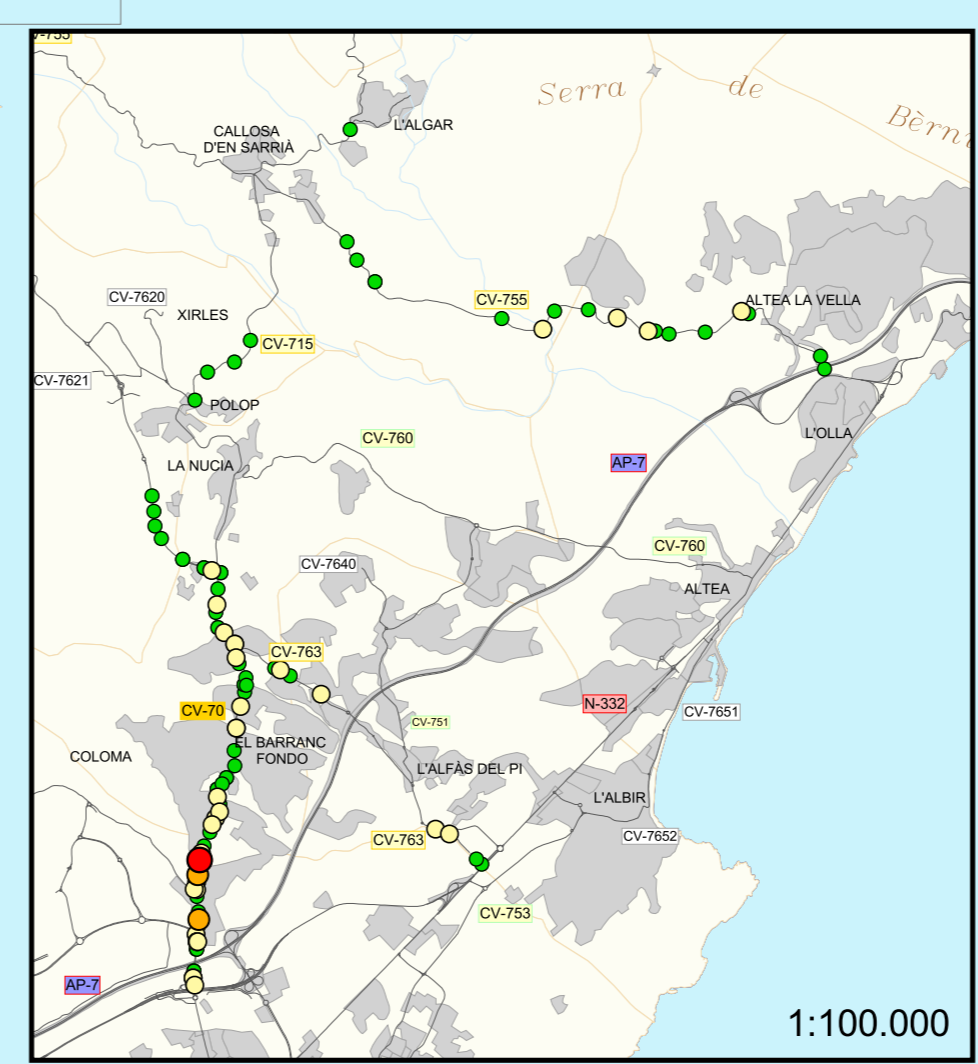 Serra de
Bèrni
L'ALGAR
CALLOSA
D'EN SARRIÀ
CV-755
ALTEA LA VELLA
CV-7620
XIRLES
CV-715
CV-7621
POLOP
L'OLLA
CV-760
LA NUCIA
AP-7
CV-760
CV-7640
ALTEA
CV-763
N-332
CV-70
CV-7651
CV-751
EL BARRANC
FONDO
COLOMA
L'ALFÀS DEL PI
L'ALBIR
CV-763
CV-7652
CV-753
AP-7
1:100.000